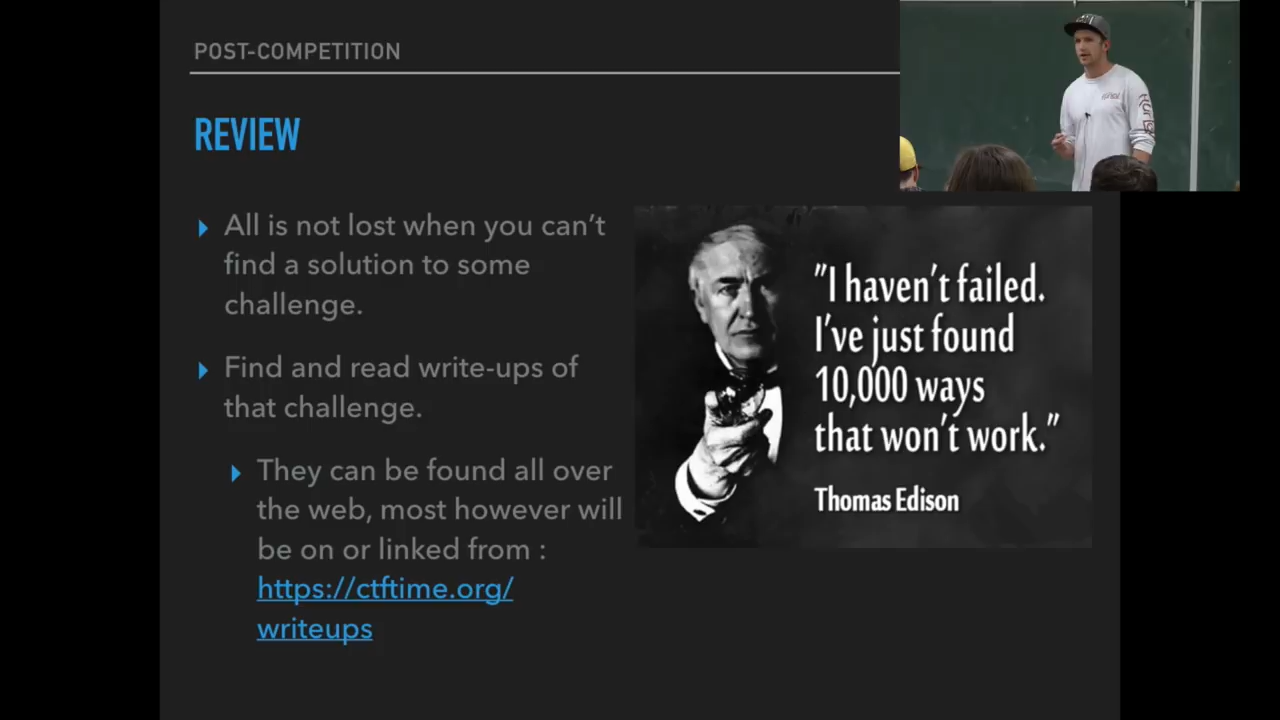 POST-COMPETITION
REVIEW
All is not lost when you can't
find a solution to some
challenge.
Find and read write-ups of
that challenge.
They can be found all over
the web, most however will
be on or linked from :
https://ctftime.org/
writeups
"I haven't failed.
I've just found
10,000 ways
that won't work."
Thomas Edison